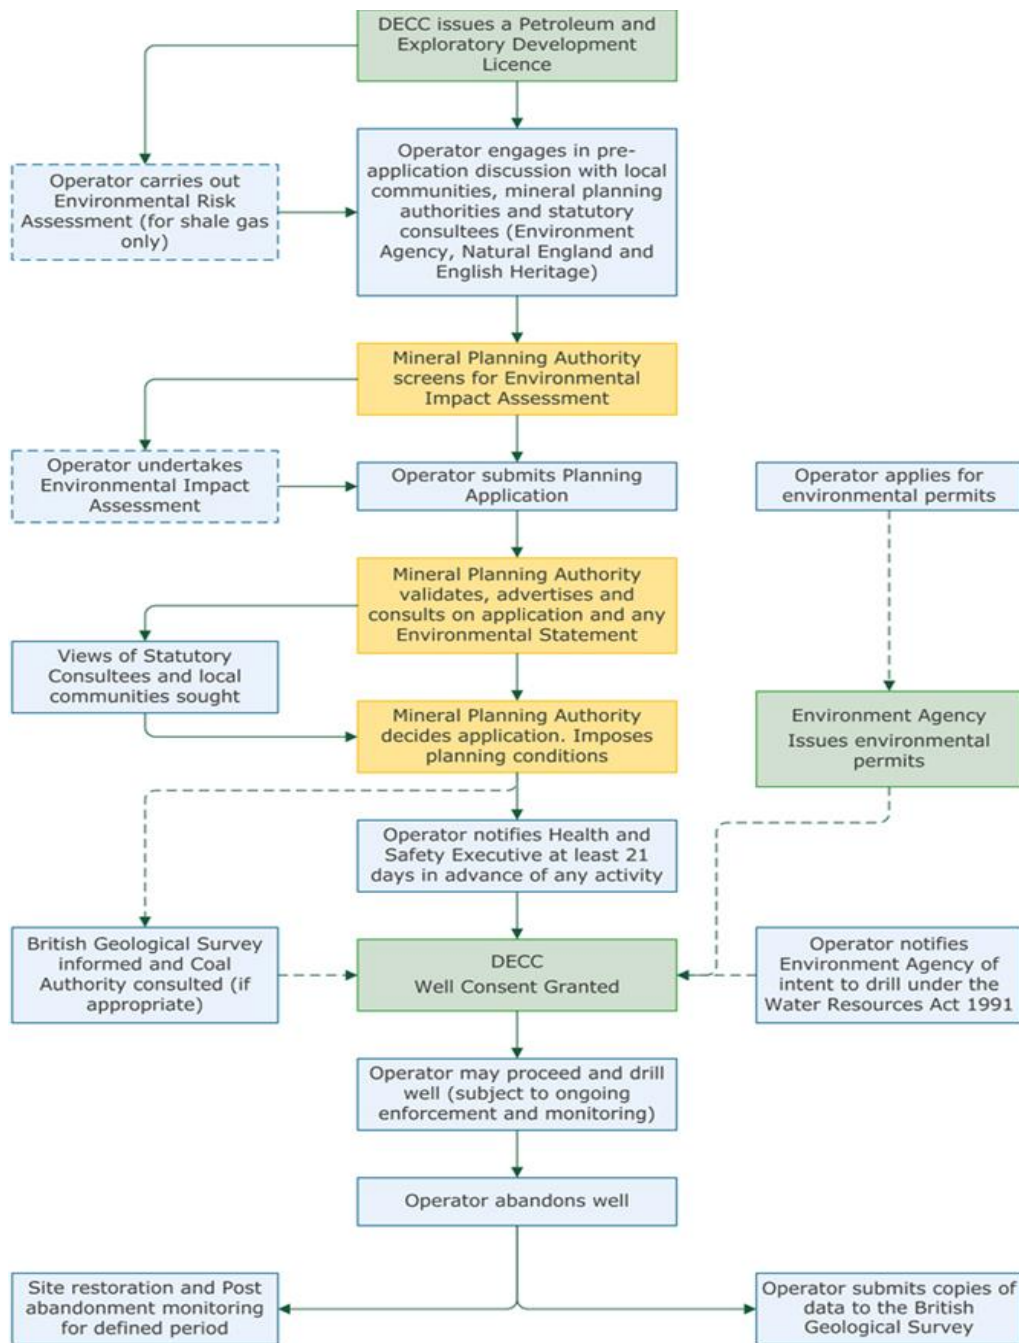 DECC issues a Petroleum and
Exploratory Development
Licence
Operator carries out
Environmental Risk
Assessment (for shale gas
only)
Operator engages in pre-
application discussion with local
communities, mineral planning
authorities and statutory
consultees (Environment
Agency, Natural England and
English Heritage)
Mineral Planning Authority
screens for Environmental
Impact Assessment
Operator undertakes
Environmental Impact
Assessment
Operator submits Planning
Application
Operator applies for
environmental permits
Mineral Planning Authority
validates, advertises and
consults on application and any
Environmental Statement
Views of Statutory
Consultees and local
communities sought
Mineral Planning Authority
decides application. Imposes
planning conditions
Environment Agency
Issues environmental
permits
Operator notifies Health and
Safety Executive at least 21
days in advance of any activity
British Geological Survey
informed and Coal
Authority consulted (if
appropriate)
DECC
Well Consent Granted
Operator notifies
Environment Agency of
intent to drill under the
Water Resources Act 1991
Operator may proceed and drill
well (subject to ongoing
enforcement and monitoring)
Operator abandons well
Site restoration and Post
abandonment monitoring
for defined period
Operator submits copies of
data to the British
Geological Survey